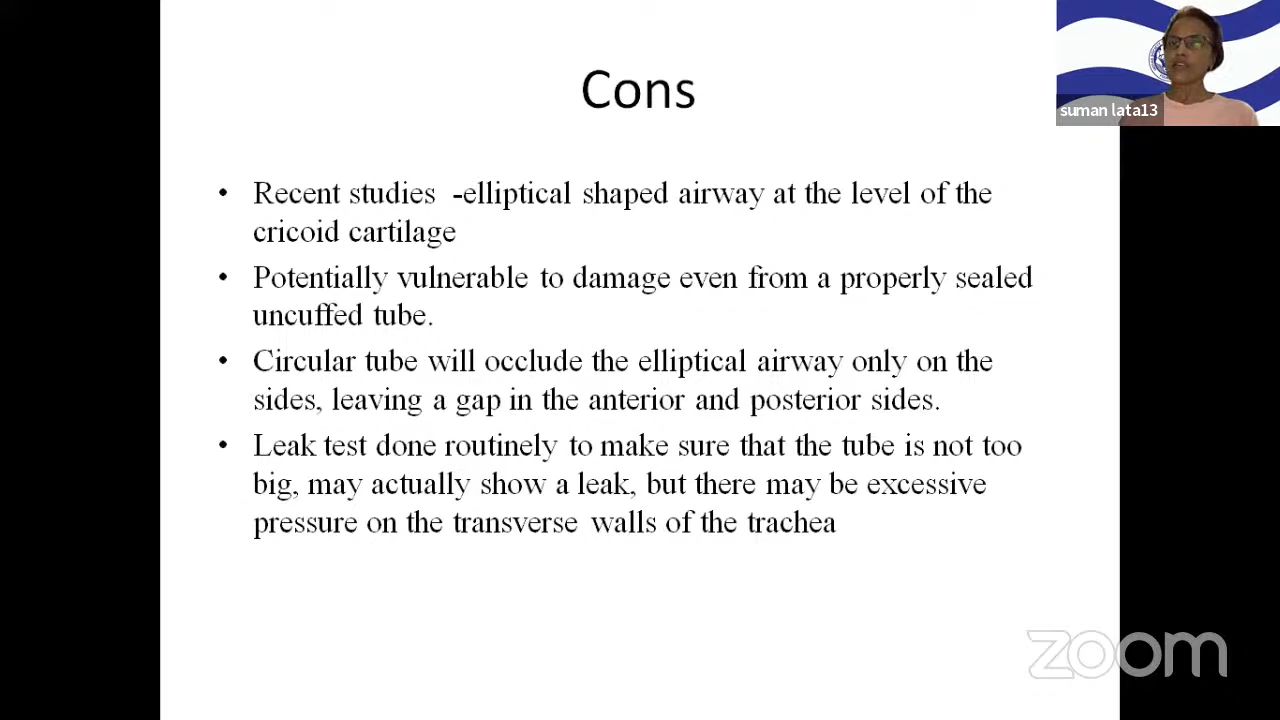 Cons
suman lata13
• Recent studies -elliptical shaped airway at the level of the
cricoid cartilage
• Potentially vulnerable to damage even from a properly sealed
uncuffed tube.
• Circular tube will occlude the elliptical airway only on the
sides, leaving a gap in the anterior and posterior sides.
• Leak test done routinely to make sure that the tube is not too
big, may actually show a leak, but there may be excessive
pressure on the transverse walls of the trachea
zoom